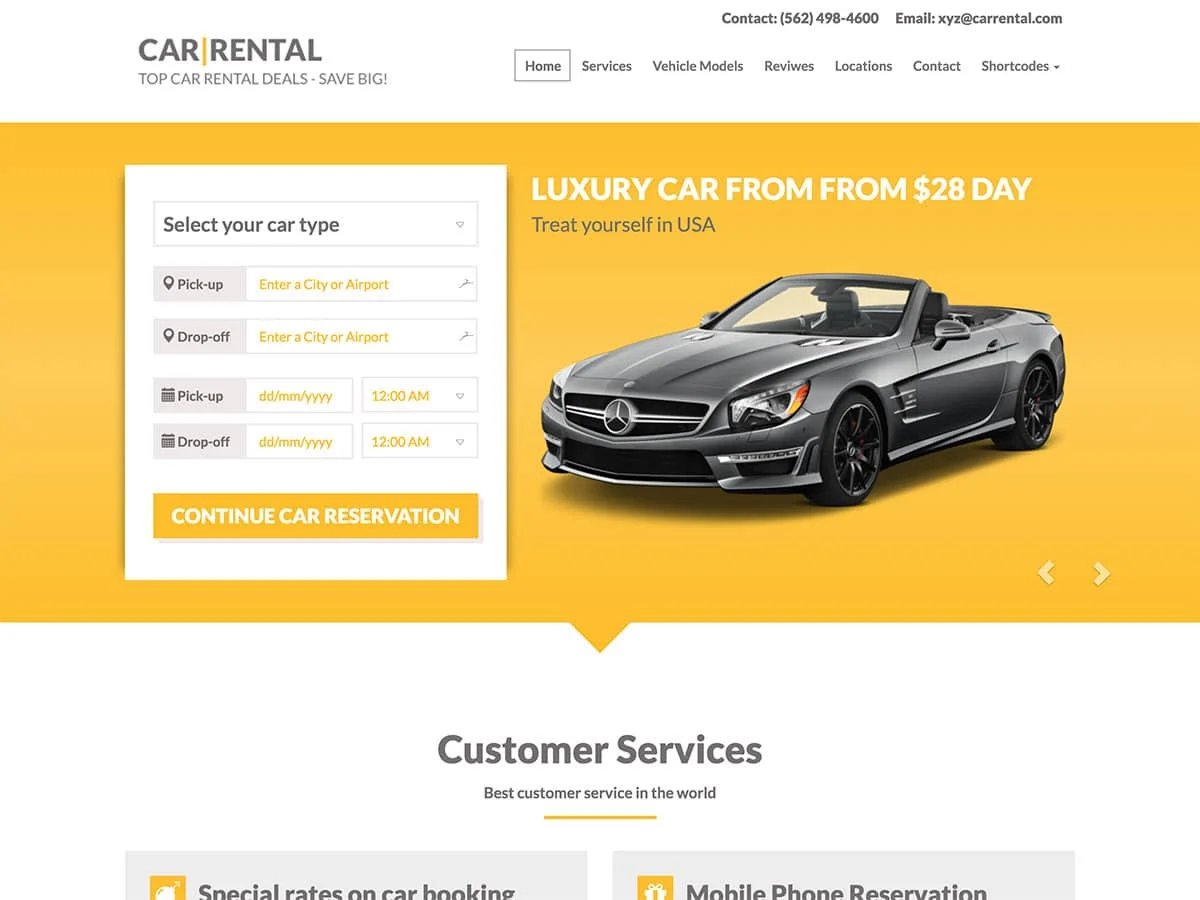 Contact: (562) 498-4600 Email: xyz@carrental.com
CAR|RENTAL
TOP CAR RENTAL DEALS - SAVE BIG!
Home Services Vehicle Models Reviwes Locations Contact Shortcodes
LUXURY CAR FROM FROM $28 DAY
Treat yourself in USA
Select your car type
Pick-up Enter a City or Airport
Drop-off Enter a City or Airport
Pick-up dd/mm/yyyy 12:00 AM
Drop-off dd/mm/yyyy 12:00 AM
CONTINUE CAR RESERVATION
Customer Services
Best customer service in the world
Special rates on car booking
Mobile Phone Reservation